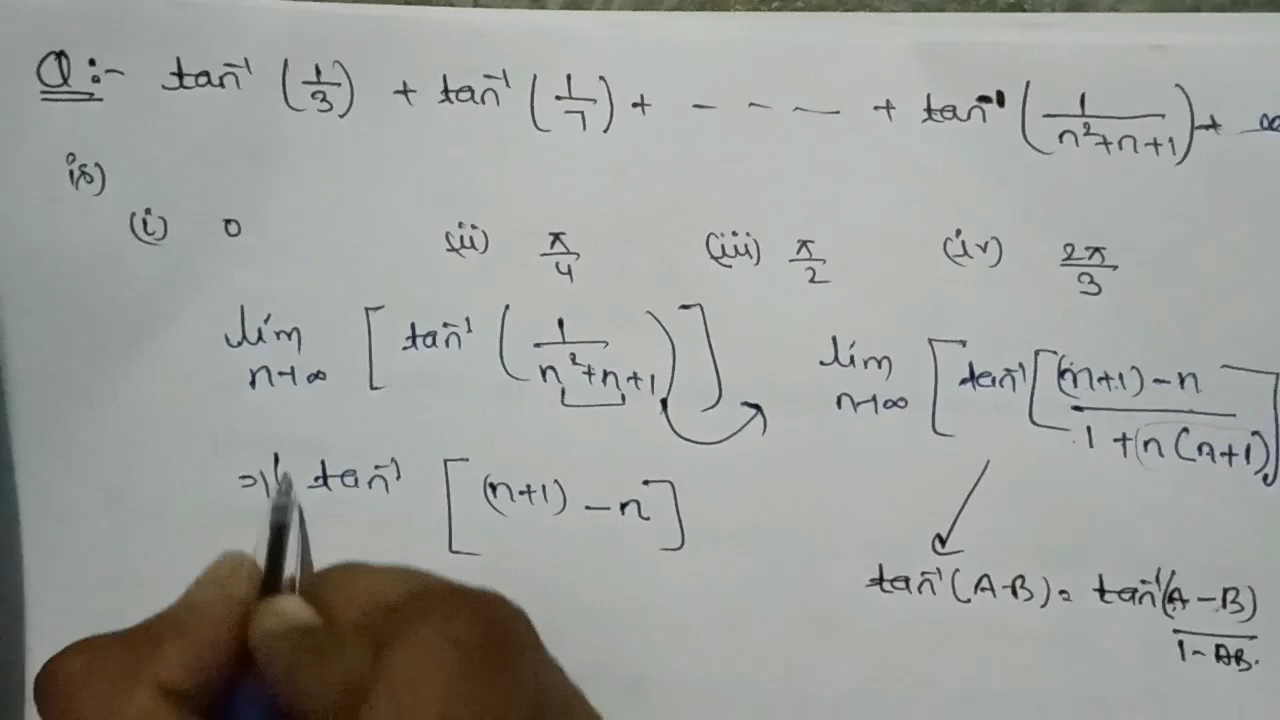 Q:- tan⁻¹ (1/3) + tan⁻¹ (1/7) + - - - — + tan⁻¹ (1/(n²+n+1)) + ∞
is)
(i) 0 (ii) π/4 (iii) π/2 (iv) 2π/3
lim n→∞ [tan⁻¹ (1/(n²+n+1))]
lim n→∞ [tan⁻¹ [((n+1) - n)/(1 + n(n+1))]
=) tan⁻¹ [(n+1) - n]
tan⁻¹(A-B) = tan⁻¹(A-B)/(1-AB).